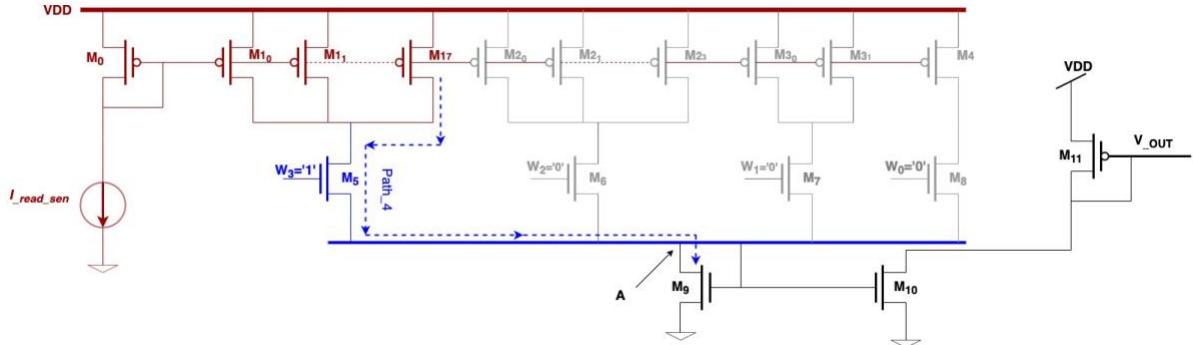 VDD
M0 M10 M11 M17 M20 M21 M23 M30 M31 M4
VDD
M11 V_OUT
W3='1' M5 W2='0' M6 W1='0' M7 W0='0' M8
Path_4
I_read_sen
A M9 M10